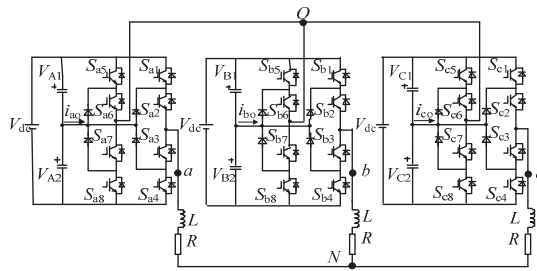 O
S_a5 S_a1 S_b5 S_b1 S_c5 S_c1
V_A1 V_B1 V_C1
S_a6 S_a2 S_b6 S_b2 S_c6 S_c2
i_ao i_bo i_co
V_dc V_dc V_dc
S_a7 S_a3 S_b7 S_b3 S_c7 S_c3
a b
V_A2 V_B2 V_C2
S_a8 S_a4 S_b8 S_b4 S_c8 S_c4
L L L
R R R
N